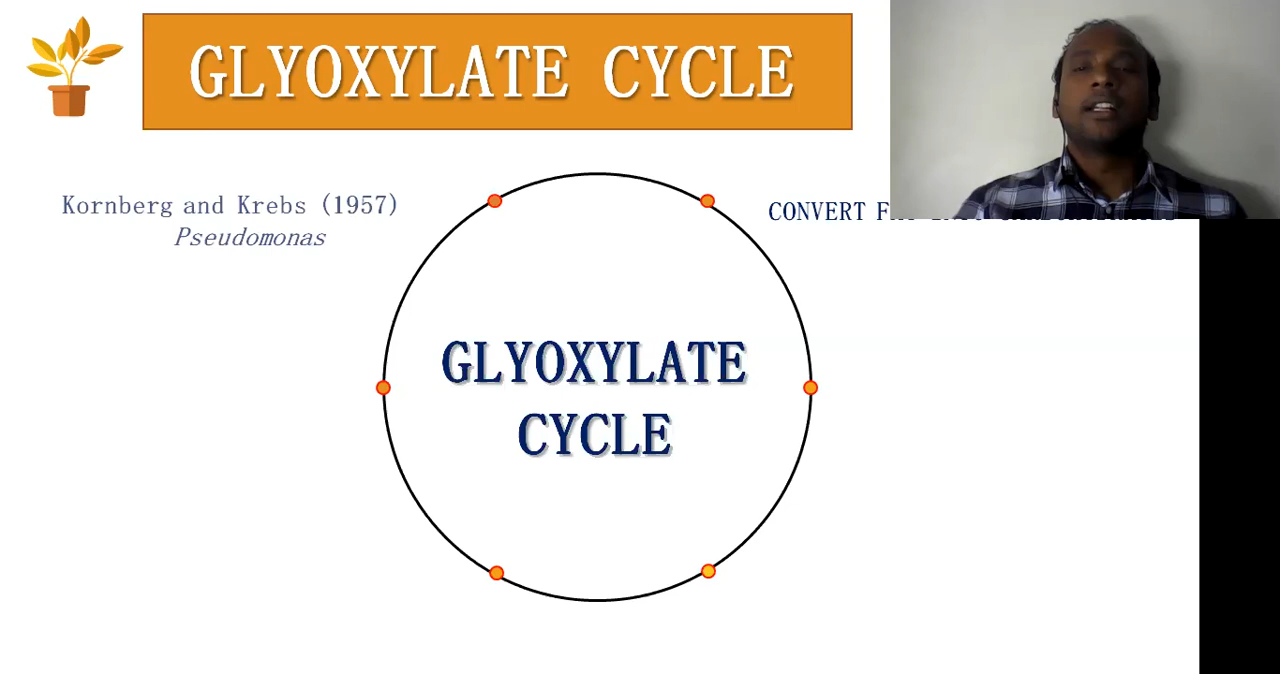 GLYOXYLATE CYCLE
Kornberg and Krebs (1957)
Pseudomonas
CONVERT
GLYOXYLATE
CYCLE